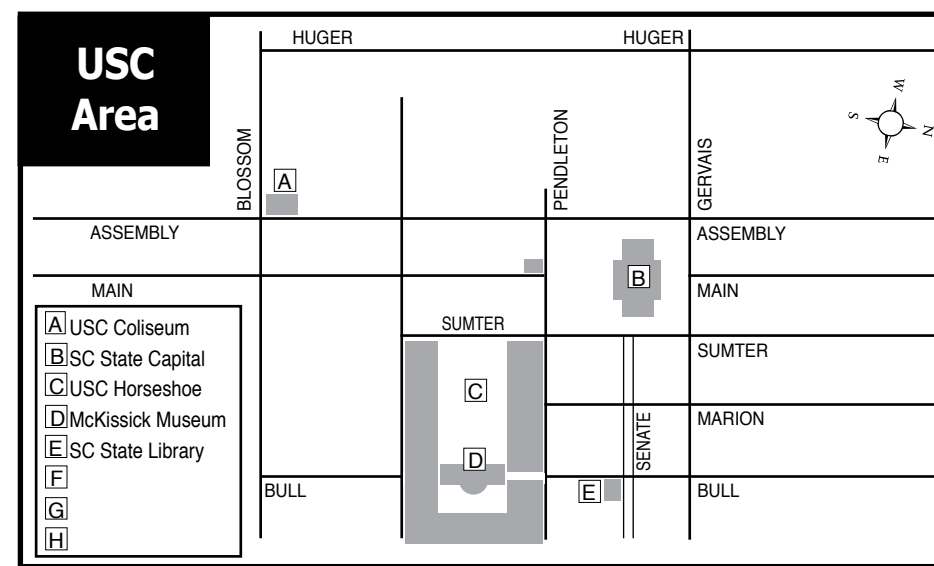 USC
Area
HUGER
HUGER
BLOSSOM
PENDLETON
GERVAIS
W
S
N
E
A
ASSEMBLY
ASSEMBLY
B
MAIN
MAIN
A USC Coliseum
B SC State Capital
C USC Horseshoe
D McKissick Museum
E SC State Library
F
G
H
SUMTER
SUMTER
C
MARION
SENATE
D
BULL
E
BULL